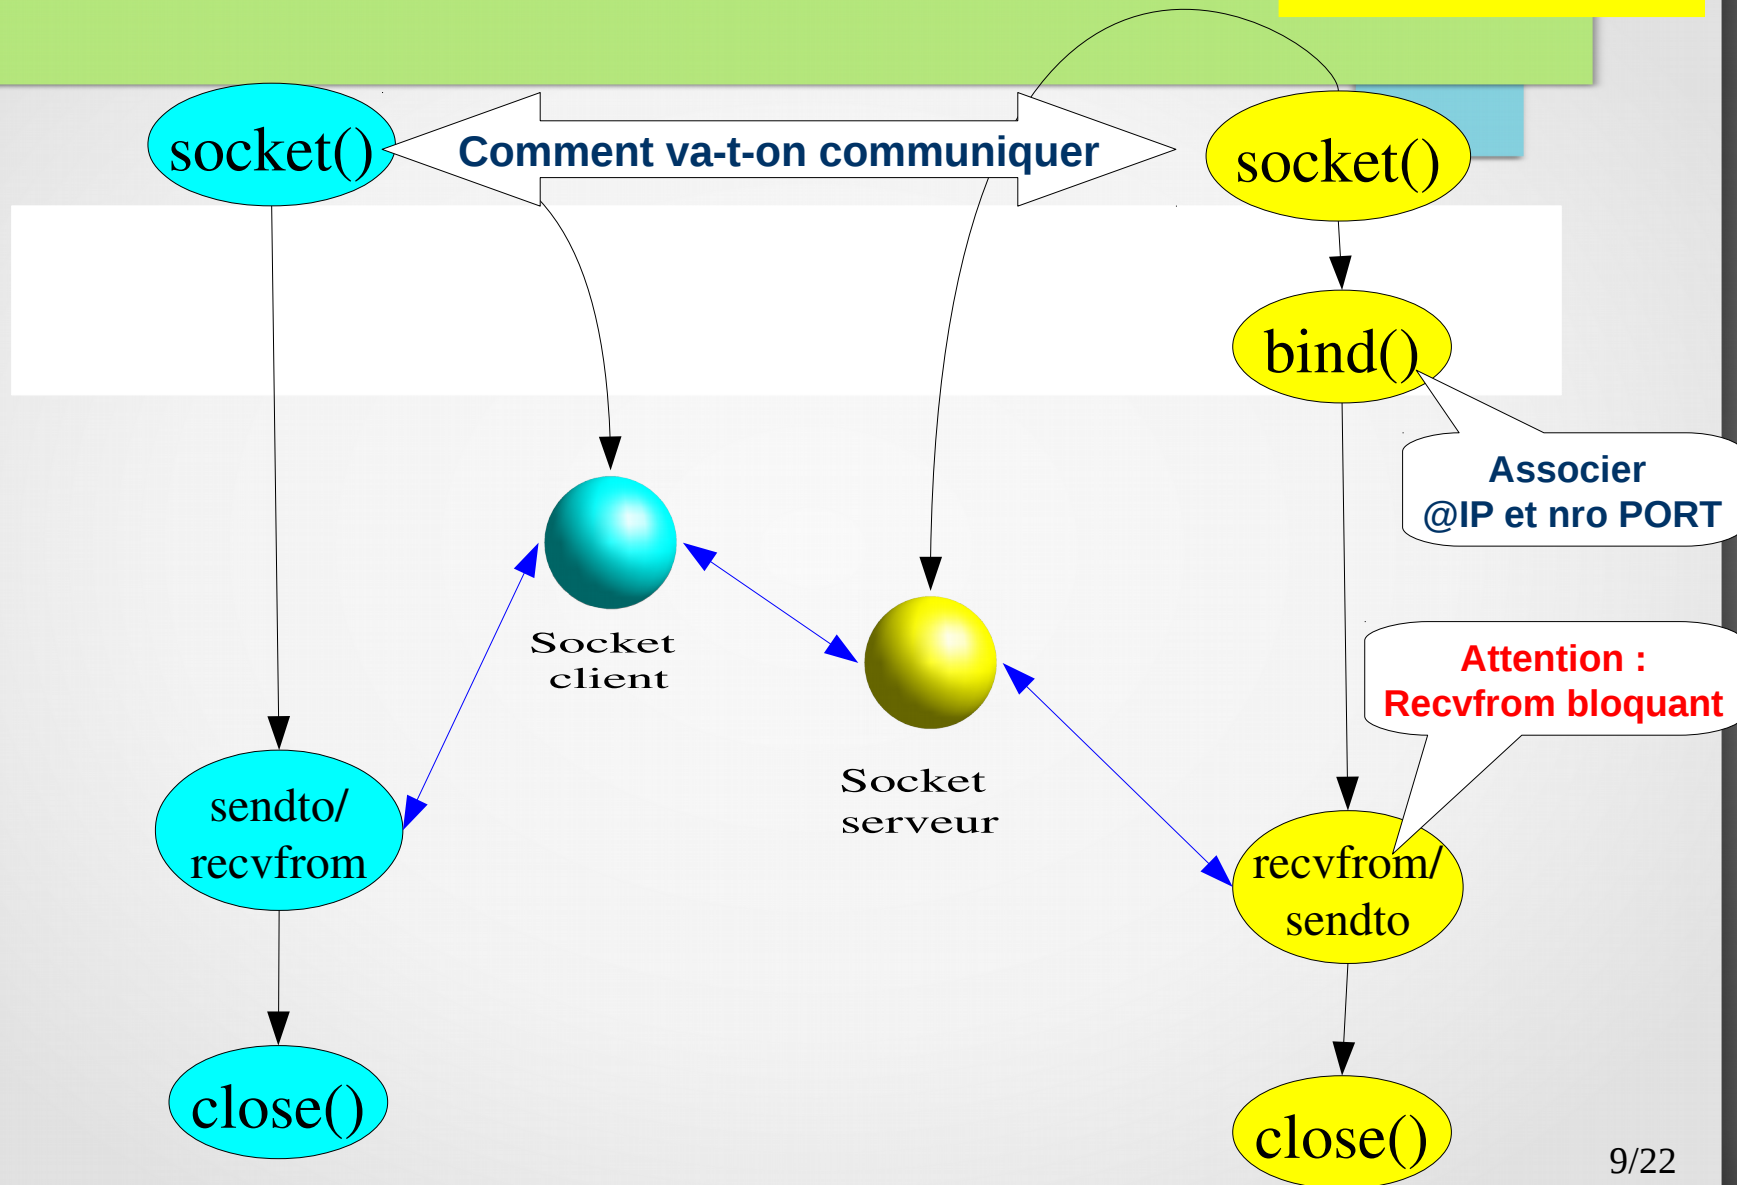 socket()
Comment va-t-on communiquer
socket()
bind()
Associer
@IP et nro PORT
Socket
client
Attention :
Recvfrom bloquant
Socket
serveur
sendto/
recvfrom
recvfrom/
sendto
close()
close()
9/22